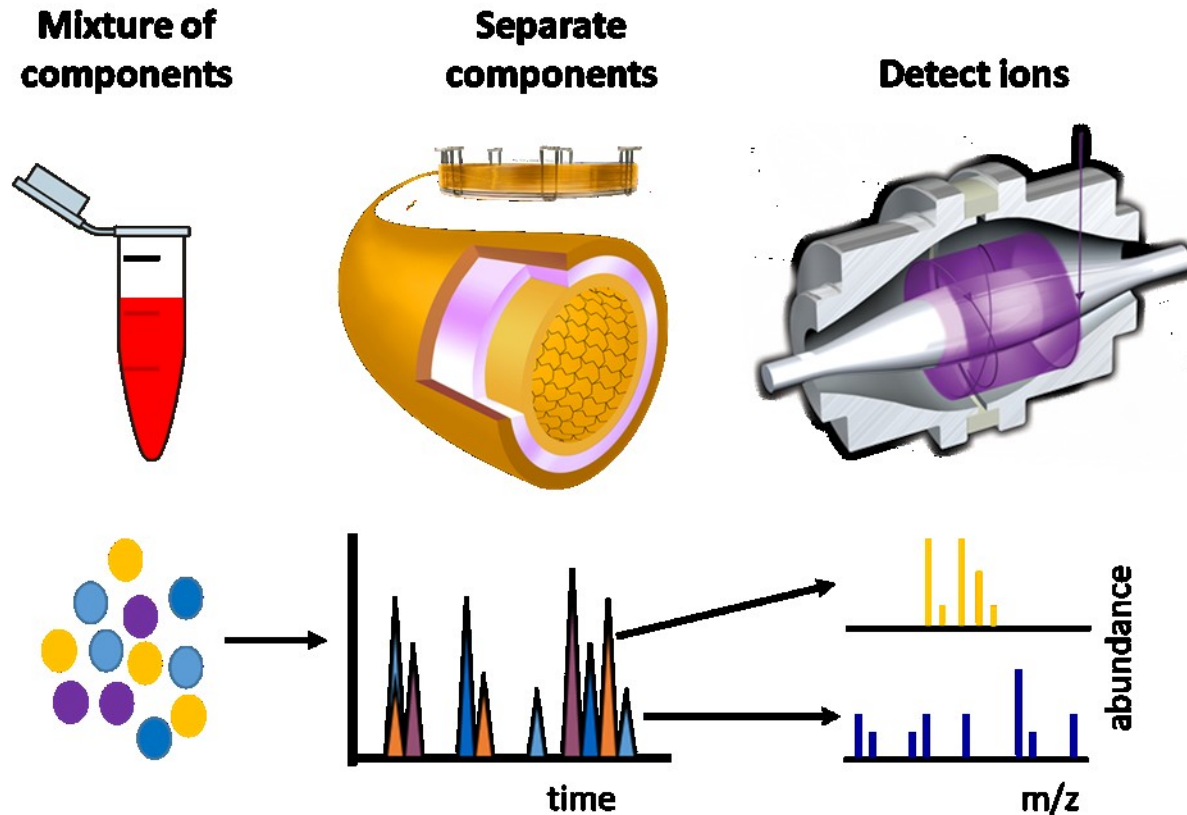 Mixture of
components
Separate
components
Detect ions
abundance
time
m/z